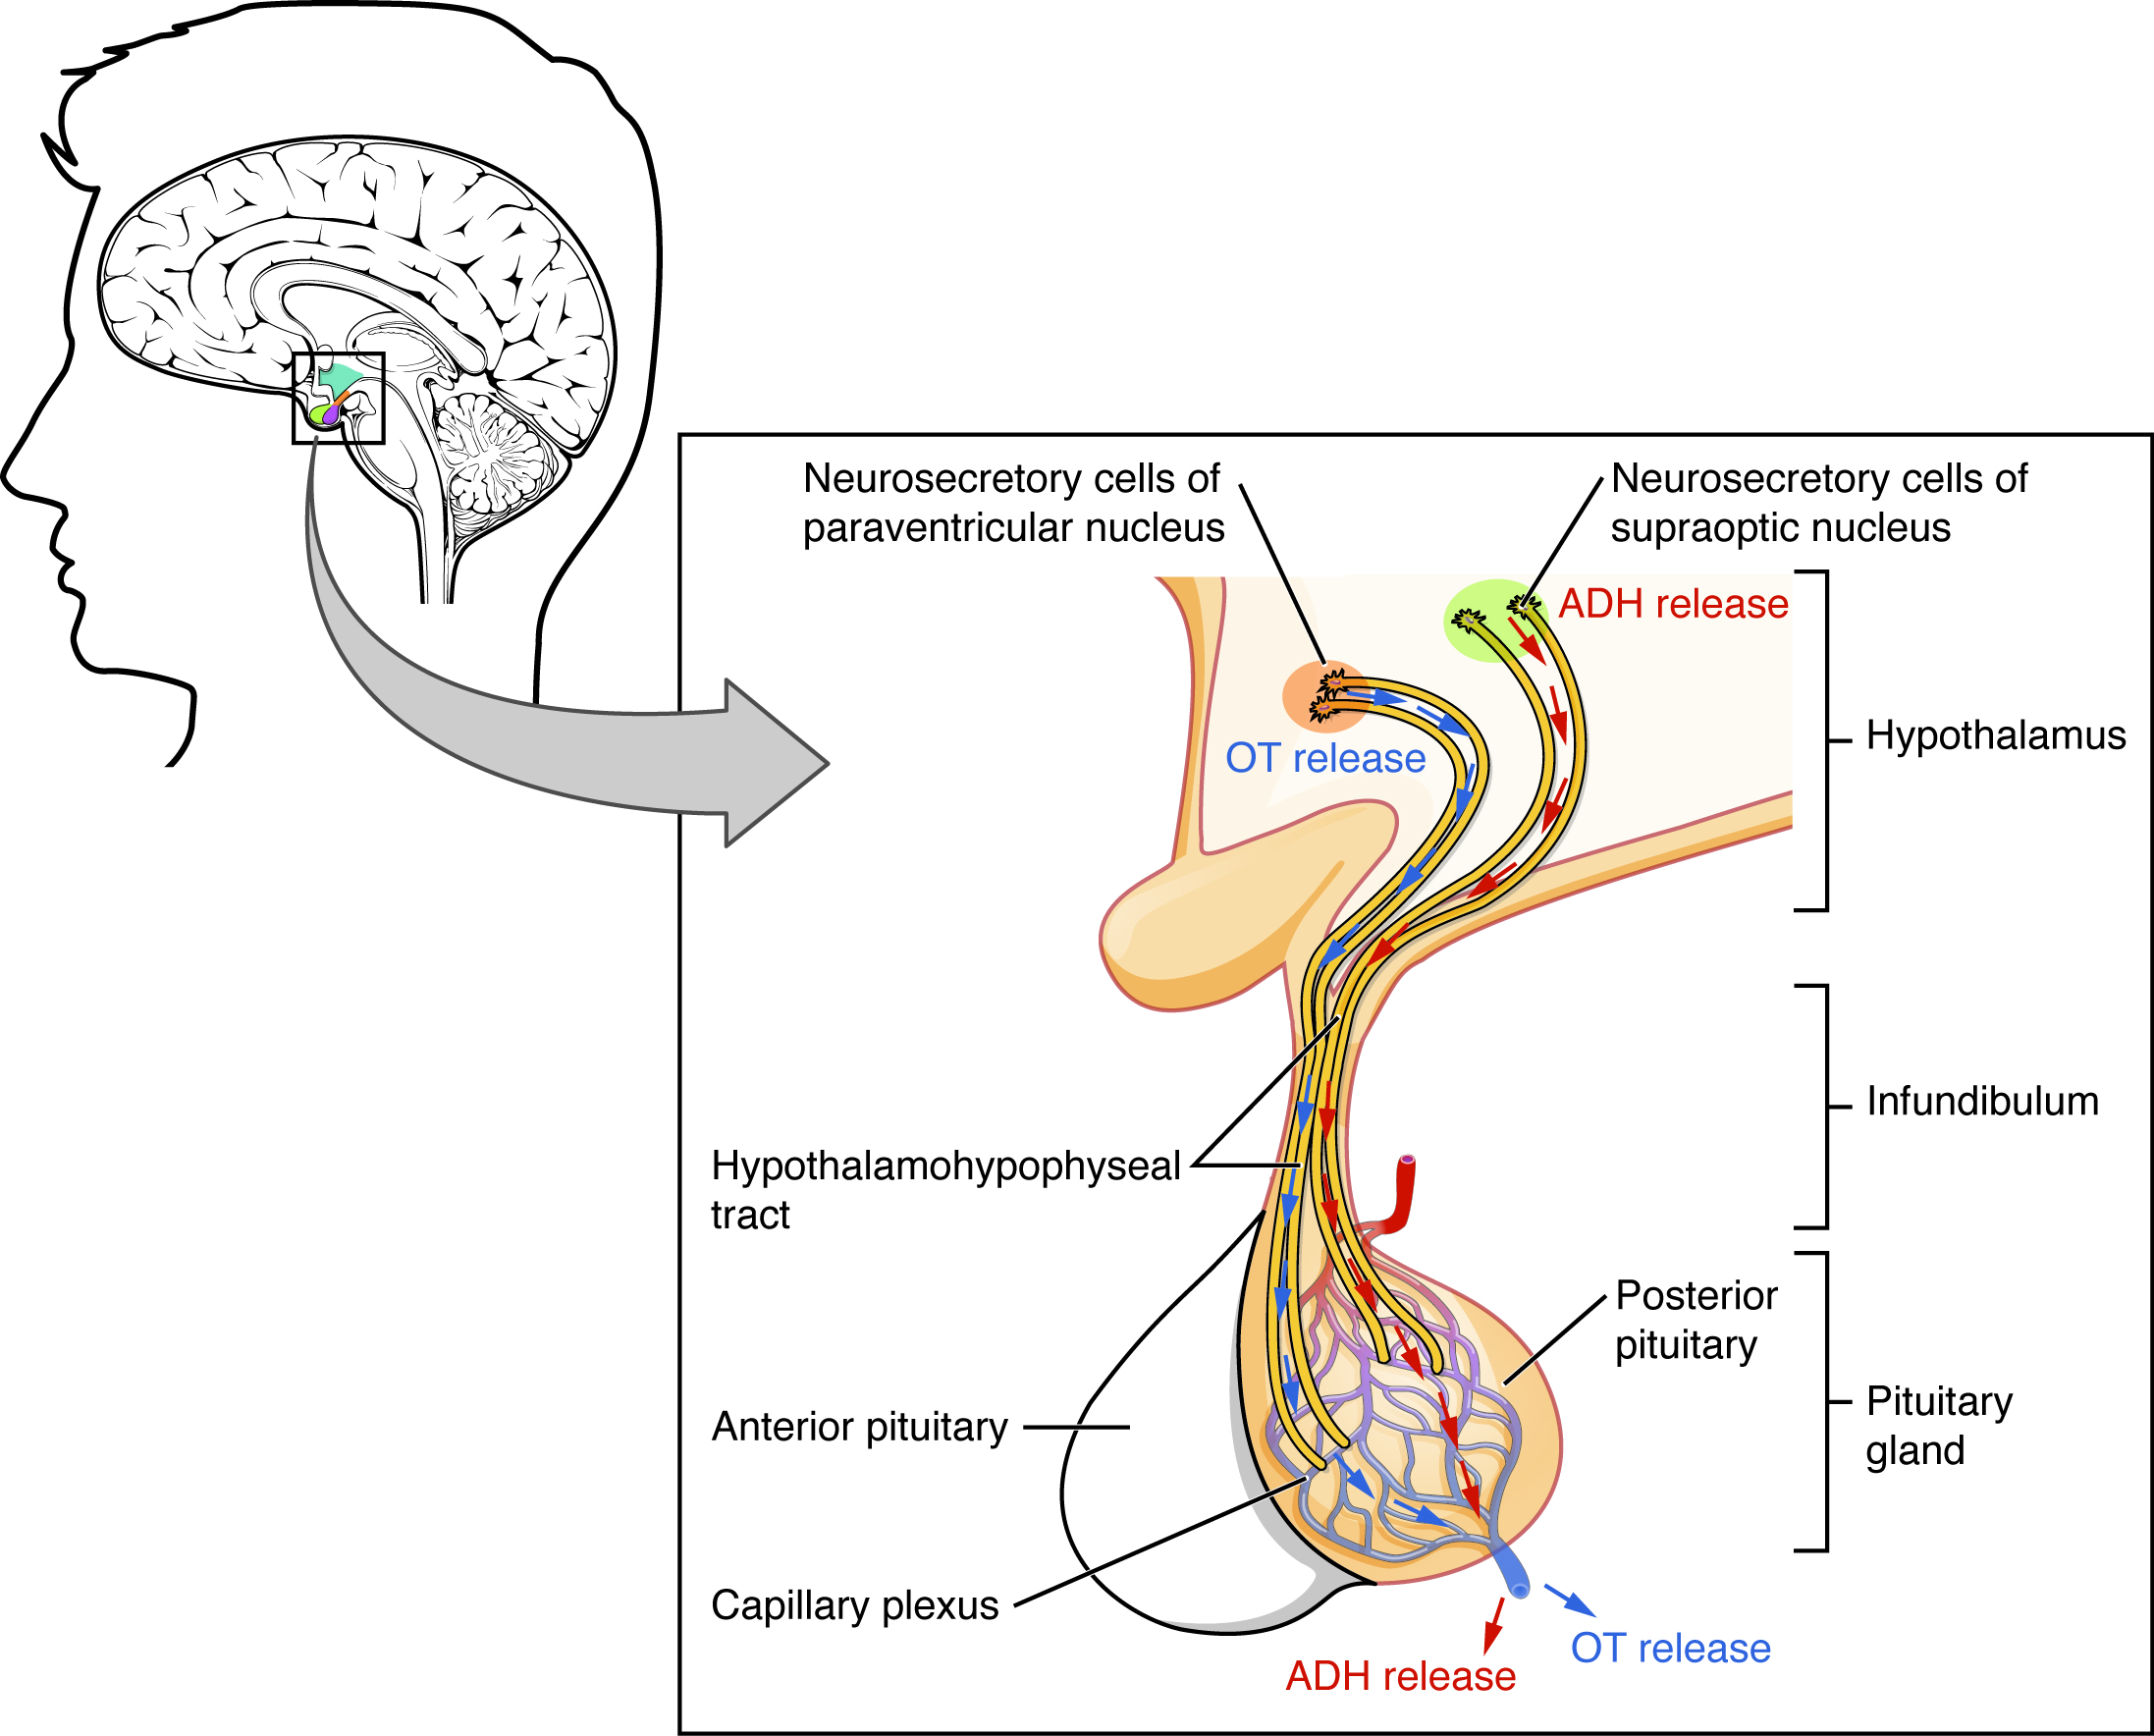 Neurosecretory cells of
paraventricular nucleus
Neurosecretory cells of
supraoptic nucleus
ADH release
OT release
Hypothalamus
Infundibulum
Hypothalamohypophyseal
tract
Posterior
pituitary
Anterior pituitary
Pituitary
gland
Capillary plexus
OT release
ADH release